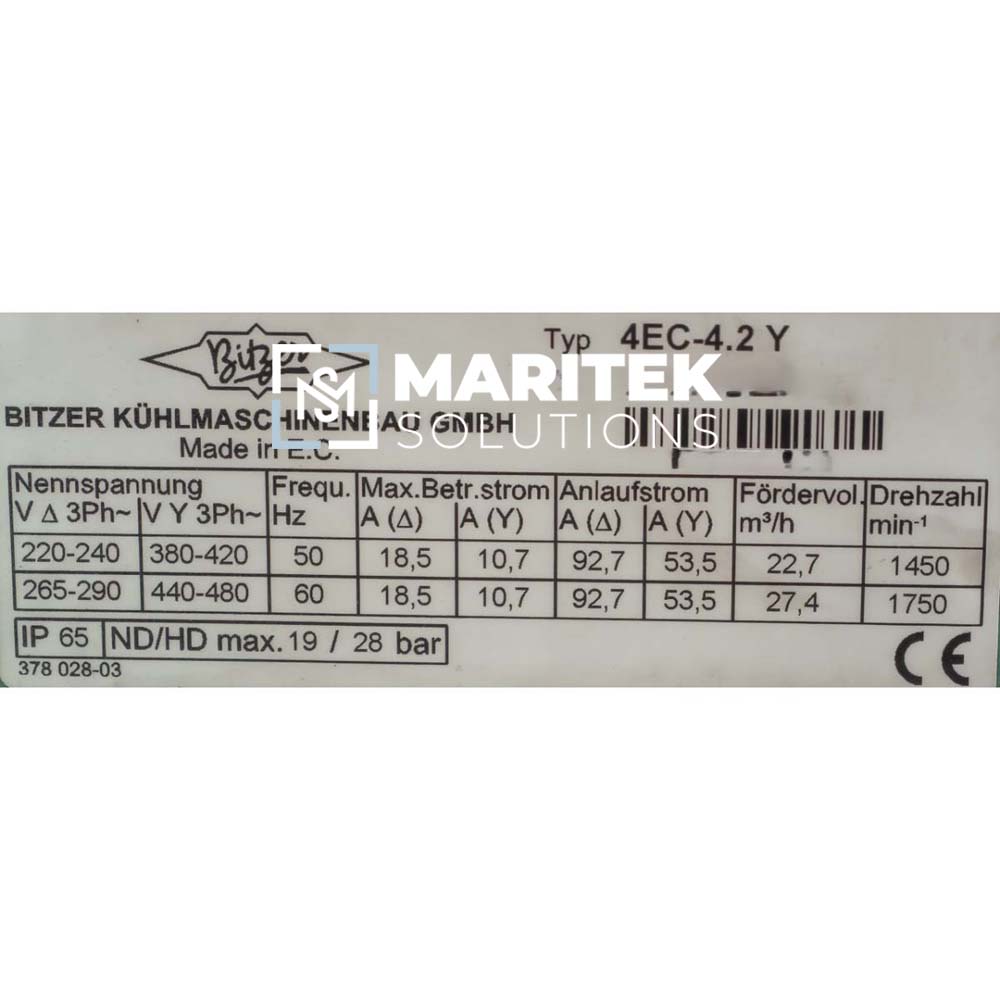 Bitzer
Typ 4EC-4.2 Y
MARITEK
SOLUTIONS
BITZER KÜHLMASCHINENBAU GMBH
Made in E.C.
Nennspannung Frequ. Max.Betr.strom Anlaufstrom Fördervol. Drehzahl
V Δ 3Ph~ V Y 3Ph~ Hz A (Δ) A (Y) A (Δ) A (Y) m³/h min-¹
220-240 380-420 50 18,5 10,7 92,7 53,5 22,7 1450
265-290 440-480 60 18,5 10,7 92,7 53,5 27,4 1750
IP 65 ND/HD max. 19 / 28 bar
378 028-03
CE